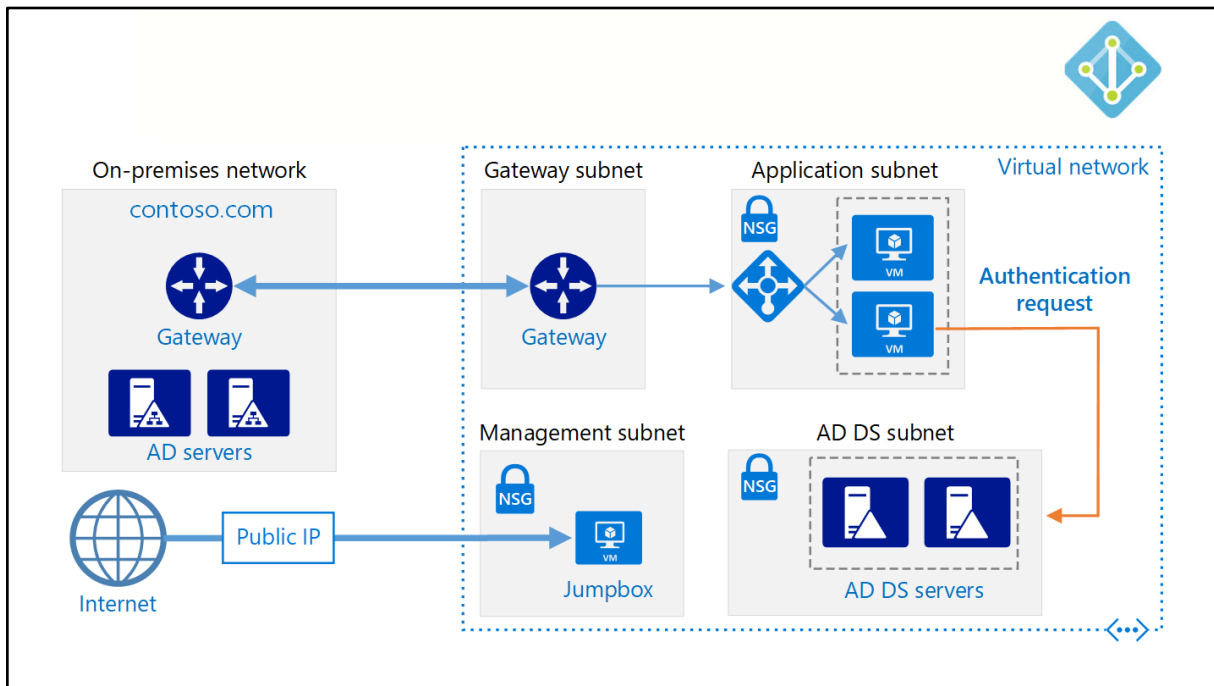 On-premises network
contoso.com
Gateway
AD servers
Internet
Public IP
Virtual network
Gateway subnet
Gateway
Application subnet
NSG
VM
VM
Authentication
request
Management subnet
NSG
VM
Jumpbox
AD DS subnet
NSG
AD DS servers